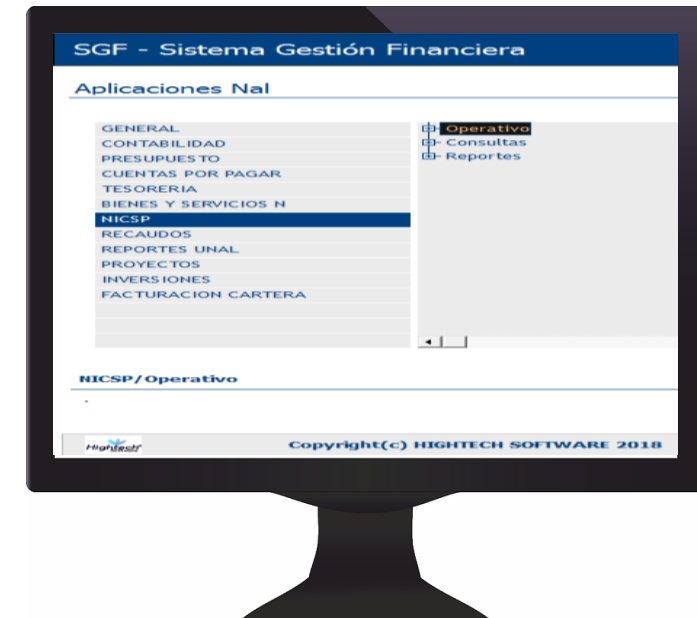 SGF - Sistema Gestión Financiera
Aplicaciones Nal
GENERAL
CONTABILIDAD
PRESUPUESTO
CUENTAS POR PAGAR
TESORERIA
BIENES Y SERVICIOS N
NICSP
RECAUDOS
REPORTES UNAL
PROYECTOS
INVERSIONES
FACTURACION CARTERA
Operativo
Consultas
Reportes
NICSP/Operativo
Hightech
Copyright(c) HIGHTECH SOFTWARE 2018